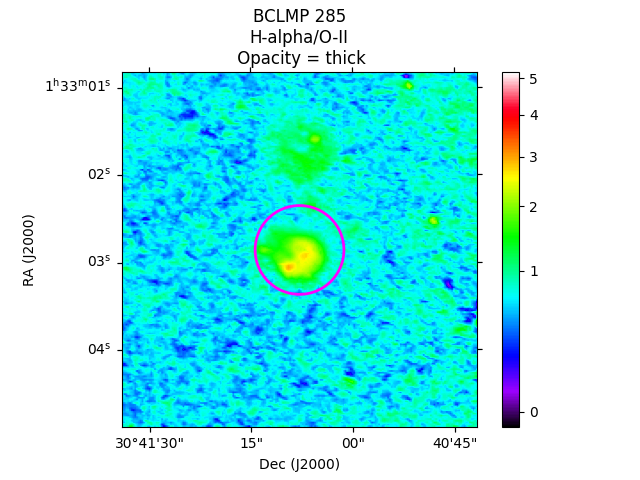 BCLMP 285
H-alpha/O-II
Opacity = thick
1ʰ33ᵐ01ˢ
02ˢ
03ˢ
04ˢ
RA (J2000)
30°41'30"
15"
00"
40'45"
Dec (J2000)
5
4
3
2
1
0